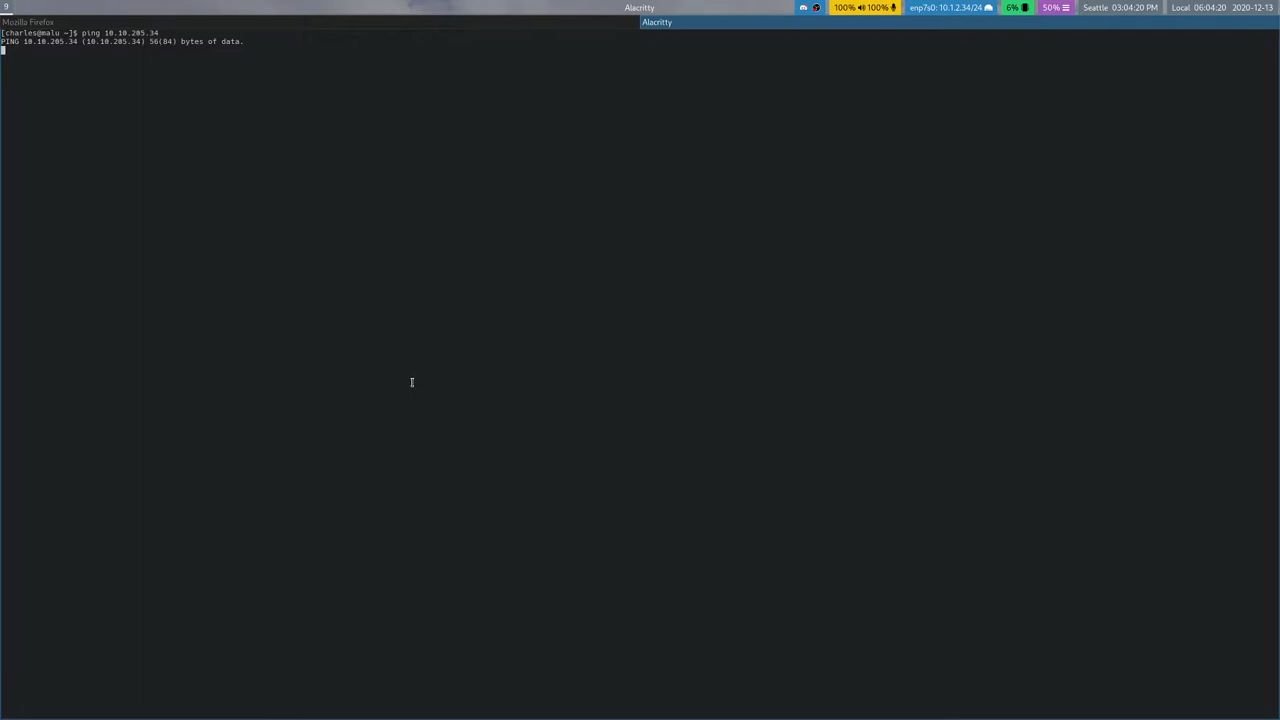 9
Alacritty
100% 100%
enp7s0: 10.1.2.34/24
6%
50%
Seattle 03:04:20 PM
Local 06:04:20
2020-12-13
Mozilla Firefox
Alacritty
[charles@malu ~]$ ping 10.10.205.34
PING 10.10.205.34 (10.10.205.34) 56(84) bytes of data.